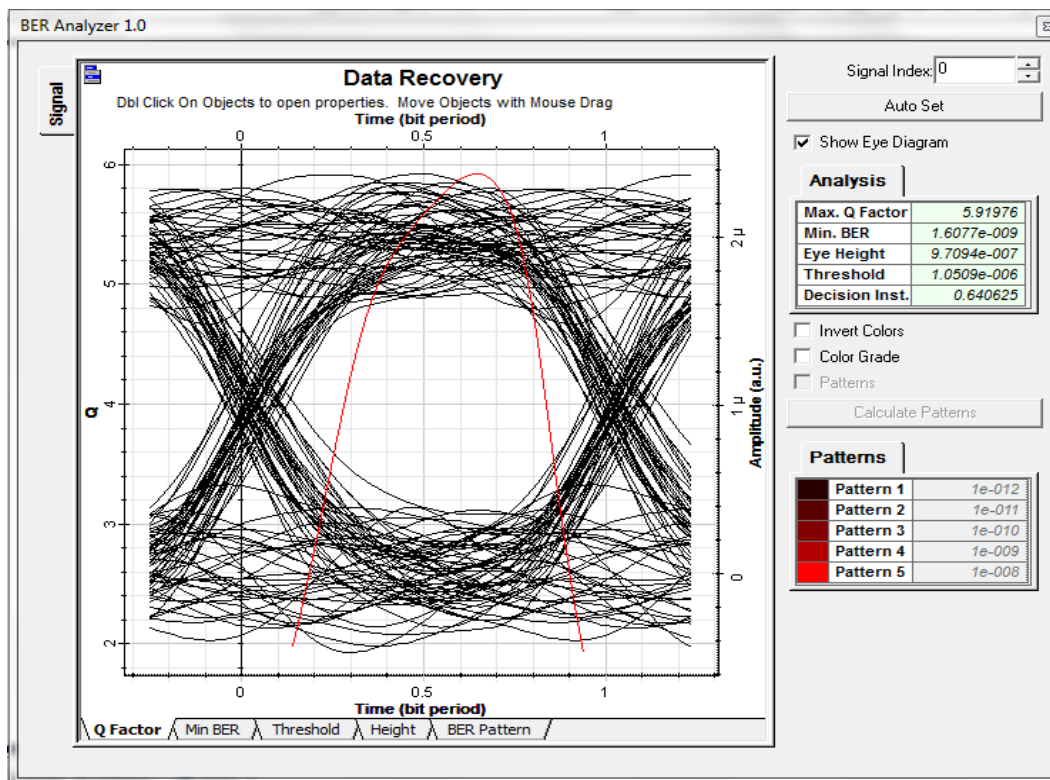 BER Analyzer 1.0
Signal
Data Recovery
Dbl Click On Objects to open properties. Move Objects with Mouse Drag
Time (bit period)
0 0.5 1
Q
6
5
4
3
2
2 µ
1 µ
0
Amplitude (a.u.)
0 0.5 1
Time (bit period)
Q Factor Min BER Threshold Height BER Pattern
Signal Index: 0
Auto Set
Show Eye Diagram
Analysis
Max. Q Factor 5.91976
Min. BER 1.6077e-009
Eye Height 9.7094e-007
Threshold 1.0509e-006
Decision Inst. 0.640625
Invert Colors
Color Grade
Patterns
Calculate Patterns
Patterns
Pattern 1 1e-012
Pattern 2 1e-011
Pattern 3 1e-010
Pattern 4 1e-009
Pattern 5 1e-008